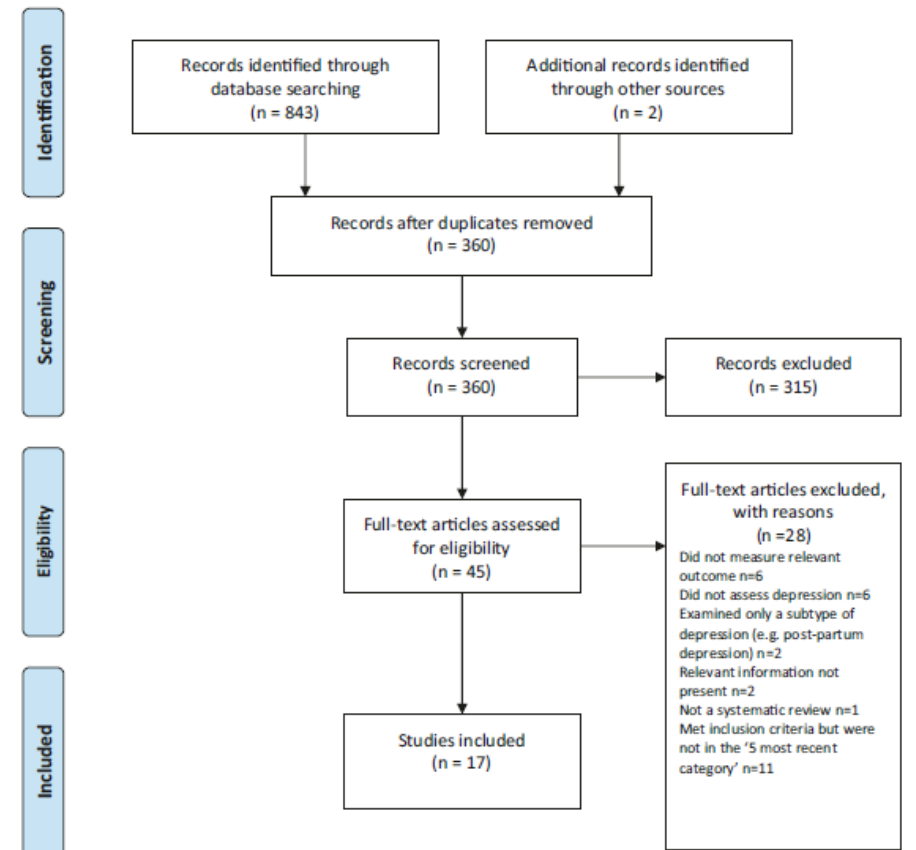 Identification
Records identified through
database searching
(n = 843)
Additional records identified
through other sources
(n = 2)
Records after duplicates removed
(n = 360)
Screening
Records screened
(n = 360)
Records excluded
(n = 315)
Eligibility
Full-text articles assessed
for eligibility
(n = 45)
Full-text articles excluded,
with reasons
(n =28)
Did not measure relevant
outcome n=6
Did not assess depression n=6
Examined only a subtype of
depression (e.g. post-partum
depression) n=2
Relevant information not
present n=2
Not a systematic review n=1
Met inclusion criteria but were
not in the '5 most recent
category' n=11
Included
Studies included
(n = 17)